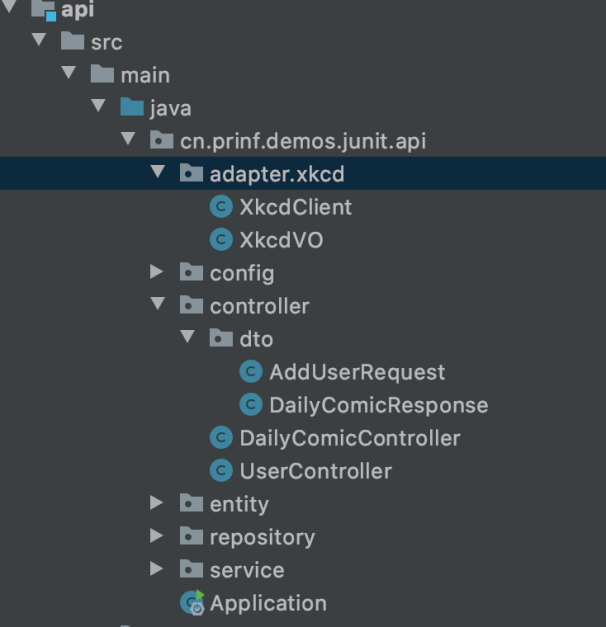 api
src
main
java
cn.prinf.demos.junit.api
adapter.xkcd
XkcdClient
XkcdVO
config
controller
dto
AddUserRequest
DailyComicResponse
DailyComicController
UserController
entity
repository
service
Application